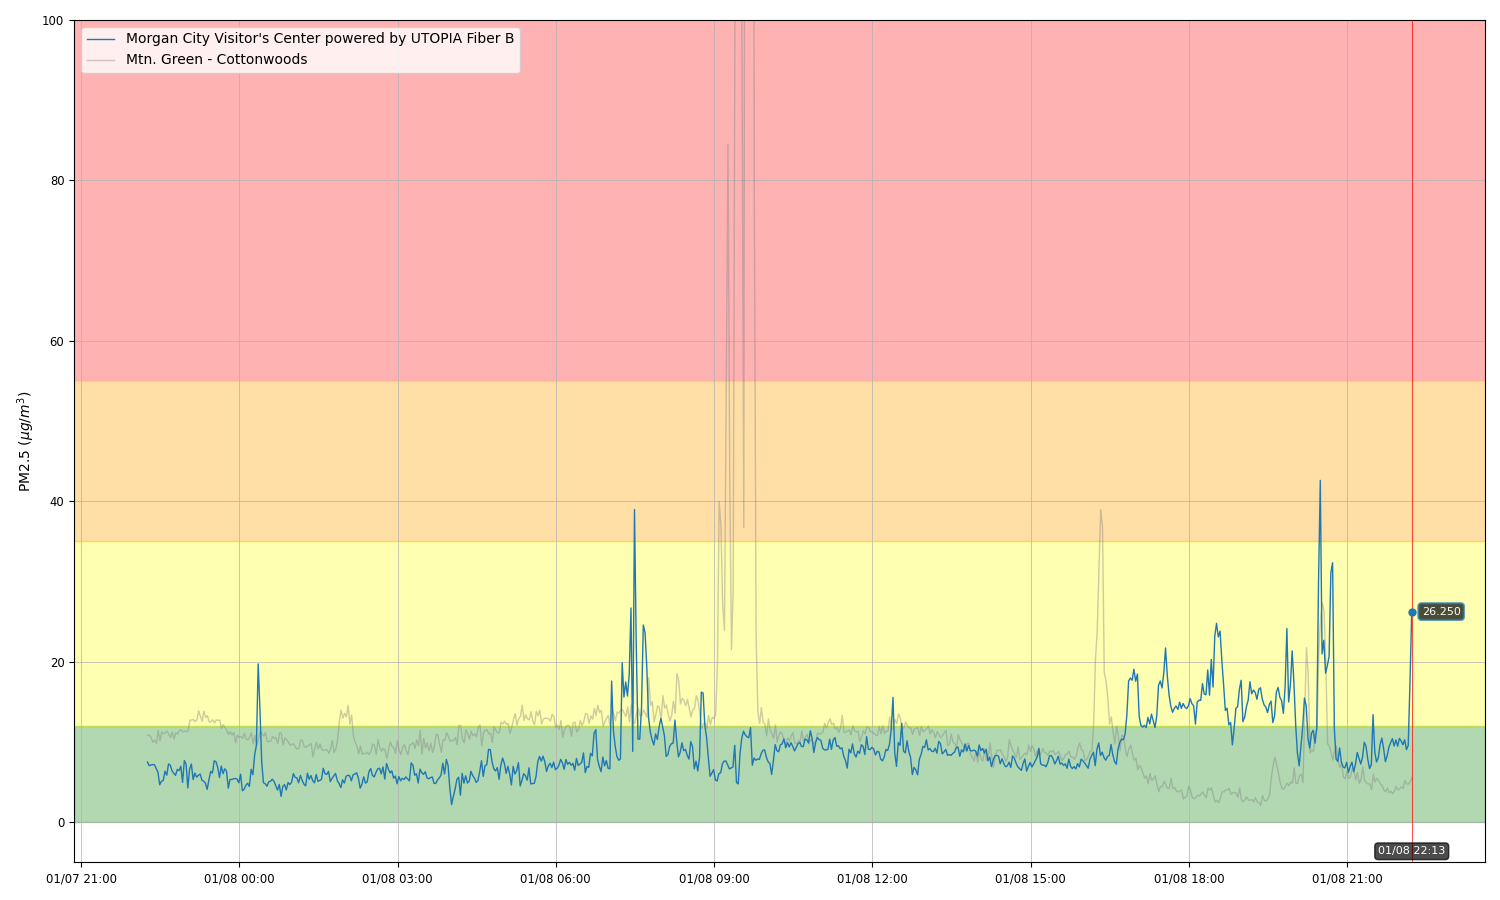 100
Morgan City Visitor's Center powered by UTOPIA Fiber B
Mtn. Green - Cottonwoods
80
60
PM2.5 (μg/m³)
40
26.250
20
0
01/08 22:13
01/07 21:00 01/08 00:00 01/08 03:00 01/08 06:00 01/08 09:00 01/08 12:00 01/08 15:00 01/08 18:00 01/08 21:00